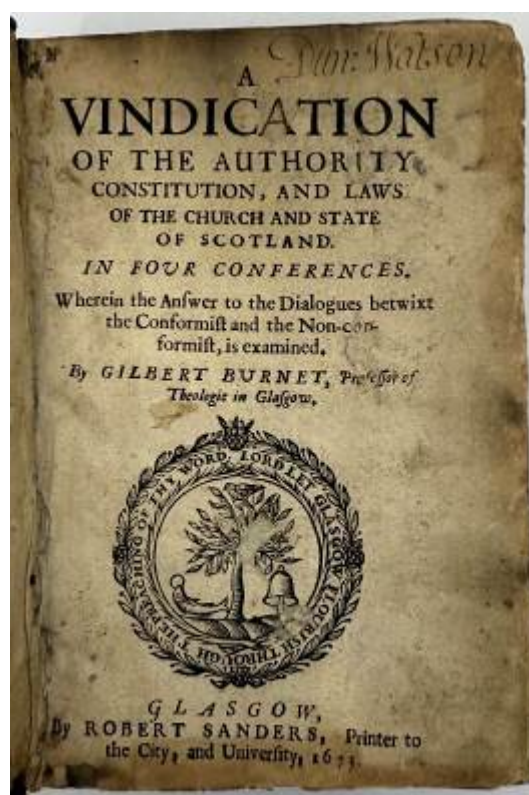 Dun: Watson
A
VINDICATION
OF THE AUTHORITY
CONSTITUTION, AND LAWS
OF THE CHURCH AND STATE
OF SCOTLAND.
IN FOVR CONFERENCES.
Wherein the Anſwer to the Dialogues betwixt
the Conformiſt and the Non-con-
formiſt, is examined.
By GILBERT BURNET, Profeſſor of
Theologie in Glaſgow,
LORD LET GLASGOW FLOURISH THROUGH THE PREACHING OF THY WORD
GLASGOW,
By ROBERT SANDERS, Printer to
the City, and Univerſity, 1673.